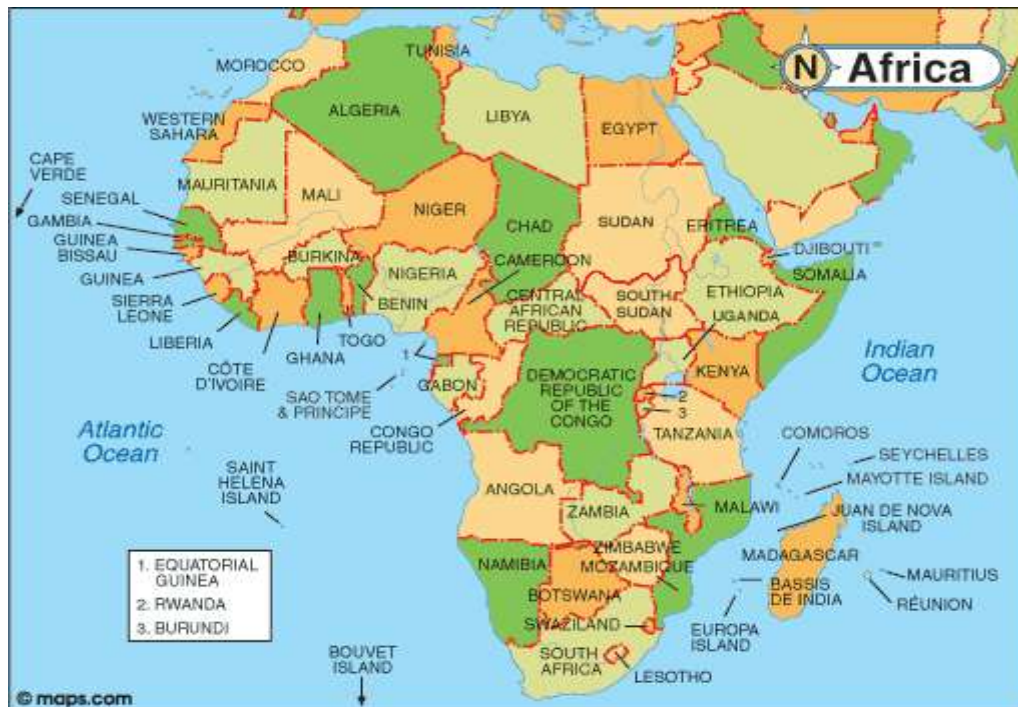 N Africa
TUNISIA
MOROCCO
ALGERIA
LIBYA
EGYPT
WESTERN
SAHARA
CAPE
VERDE
MAURITANIA
MALI
NIGER
CHAD
SUDAN
ERITREA
SENEGAL
GAMBIA
GUINEA
BISSAU
GUINEA
BURKINA
NIGERIA
CAMEROON
DJIBOUTI
SOMALIA
SIERRA
LEONE
BENIN
CENTRAL
AFRICAN
REPUBLIC
SOUTH
SUDAN
ETHIOPIA
UGANDA
LIBERIA
CÔTE
D'IVOIRE
GHANA
TOGO
1
SAO TOME
& PRINCIPE
GABON
CONGO
REPUBLIC
DEMOCRATIC
REPUBLIC
OF THE
CONGO
KENYA
2
3
TANZANIA
Indian
Ocean
Atlantic
Ocean
SAINT
HELENA
ISLAND
COMOROS
SEYCHELLES
MAYOTTE ISLAND
ANGOLA
ZAMBIA
MALAWI
JUAN DE NOVA
ISLAND
ZIMBABWE
MOZAMBIQUE
MADAGASCAR
NAMIBIA
BOTSWANA
BASSIS
DE INDIA
MAURITIUS
RÉUNION
1. EQUATORIAL
GUINEA
2. RWANDA
3. BURUNDI
SWAZILAND
EUROPA
ISLAND
BOUVET
ISLAND
SOUTH
AFRICA
LESOTHO
© maps.com